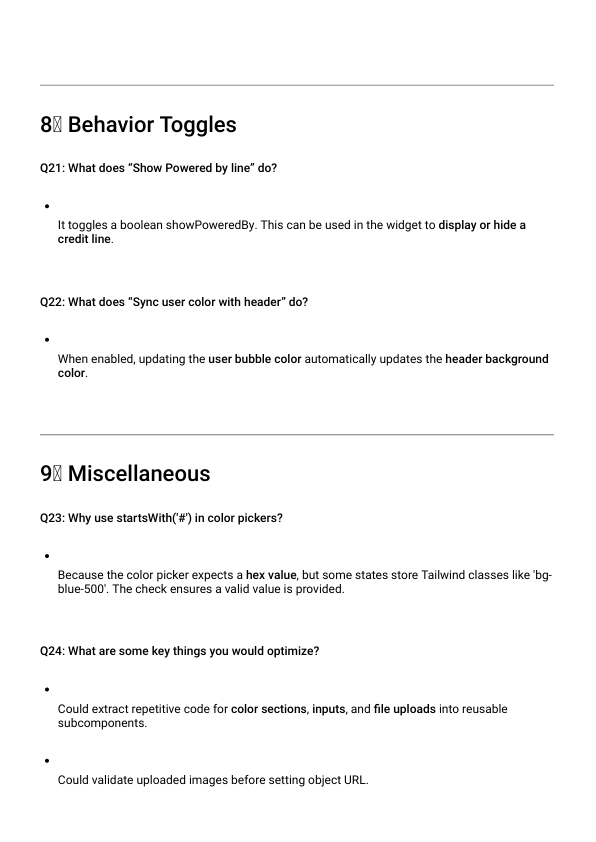 8 Behavior Toggles
Q21: What does “Show Powered by line” do?
It toggles a boolean showPoweredBy. This can be used in the widget to display or hide a
credit line.
Q22: What does “Sync user color with header” do?
When enabled, updating the user bubble color automatically updates the header background
color.
9 Miscellaneous
Q23: Why use startsWith('#') in color pickers?
Because the color picker expects a hex value, but some states store Tailwind classes like 'bg-
blue-500'. The check ensures a valid value is provided.
Q24: What are some key things you would optimize?
Could extract repetitive code for color sections, inputs, and file uploads into reusable
subcomponents.
Could validate uploaded images before setting object URL.